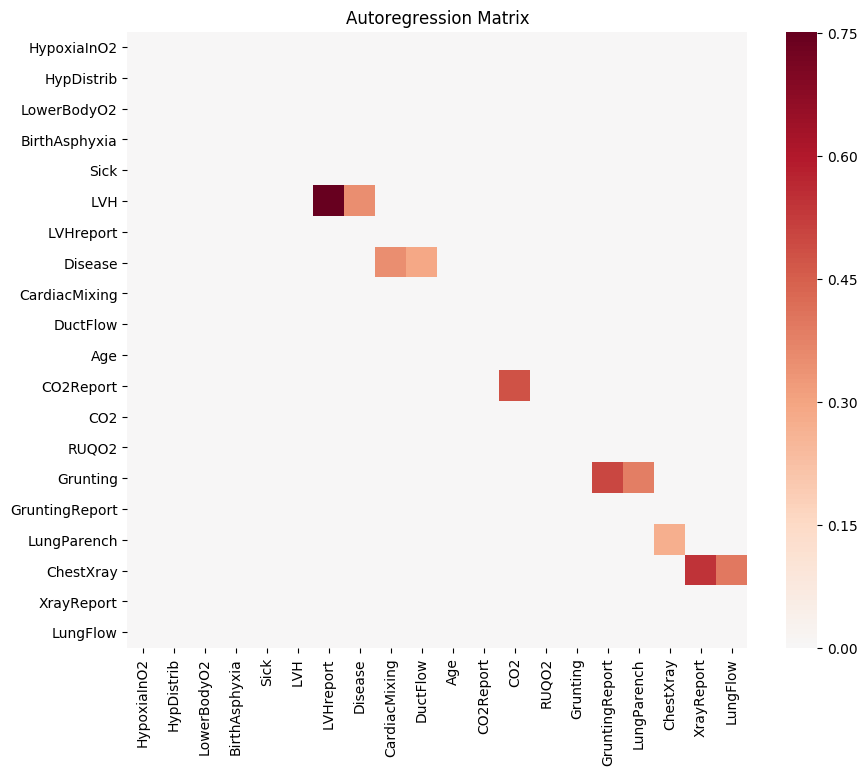 Autoregression Matrix
HypoxiaInO2
HypDistrib
LowerBodyO2
BirthAsphyxia
Sick
LVH
LVHreport
Disease
CardiacMixing
DuctFlow
Age
CO2Report
CO2
RUQO2
Grunting
GruntingReport
LungParench
ChestXray
XrayReport
LungFlow
HypoxiaInO2
HypDistrib
LowerBodyO2
BirthAsphyxia
Sick
LVH
LVHreport
Disease
CardiacMixing
DuctFlow
Age
CO2Report
CO2
RUQO2
Grunting
GruntingReport
LungParench
ChestXray
XrayReport
LungFlow
0.75
0.60
0.45
0.30
0.15
0.00